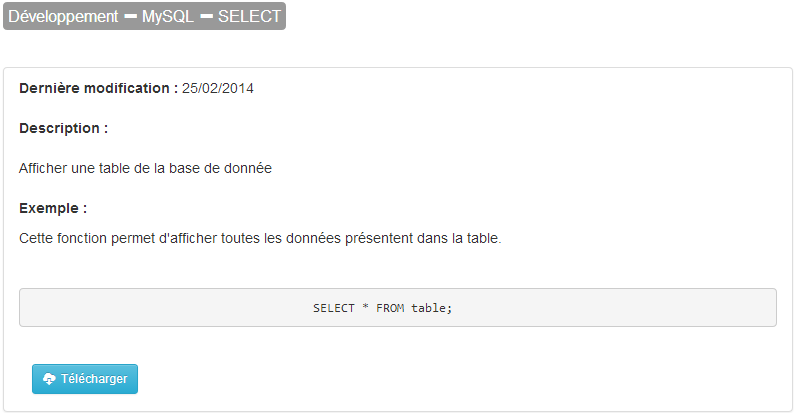 Développement — MySQL — SELECT
Dernière modification : 25/02/2014
Description :
Afficher une table de la base de donnée
Exemple :
Cette fonction permet d'afficher toutes les données présentent dans la table.
SELECT * FROM table;
Télécharger